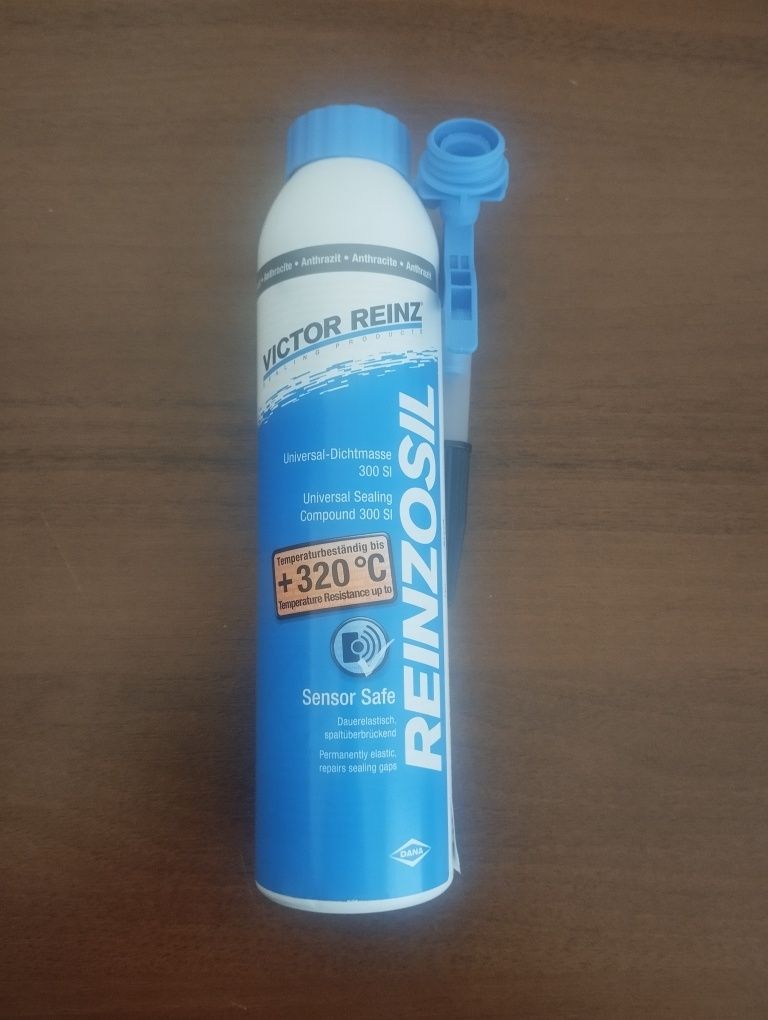 Anthracite • Anthrazit • Anthracite • Anthrazit
VICTOR REINZ®
SEALING PRODUCTS
REINZOSIL
Universal-Dichtmasse
300 SI
Universal Sealing
Compound 300 SI
Temperaturbeständig bis
+320 °C
Temperature Resistance up to
Sensor Safe
Dauerelastisch,
spaltüberbrückend
Permanently elastic,
repairs sealing gaps
DANA